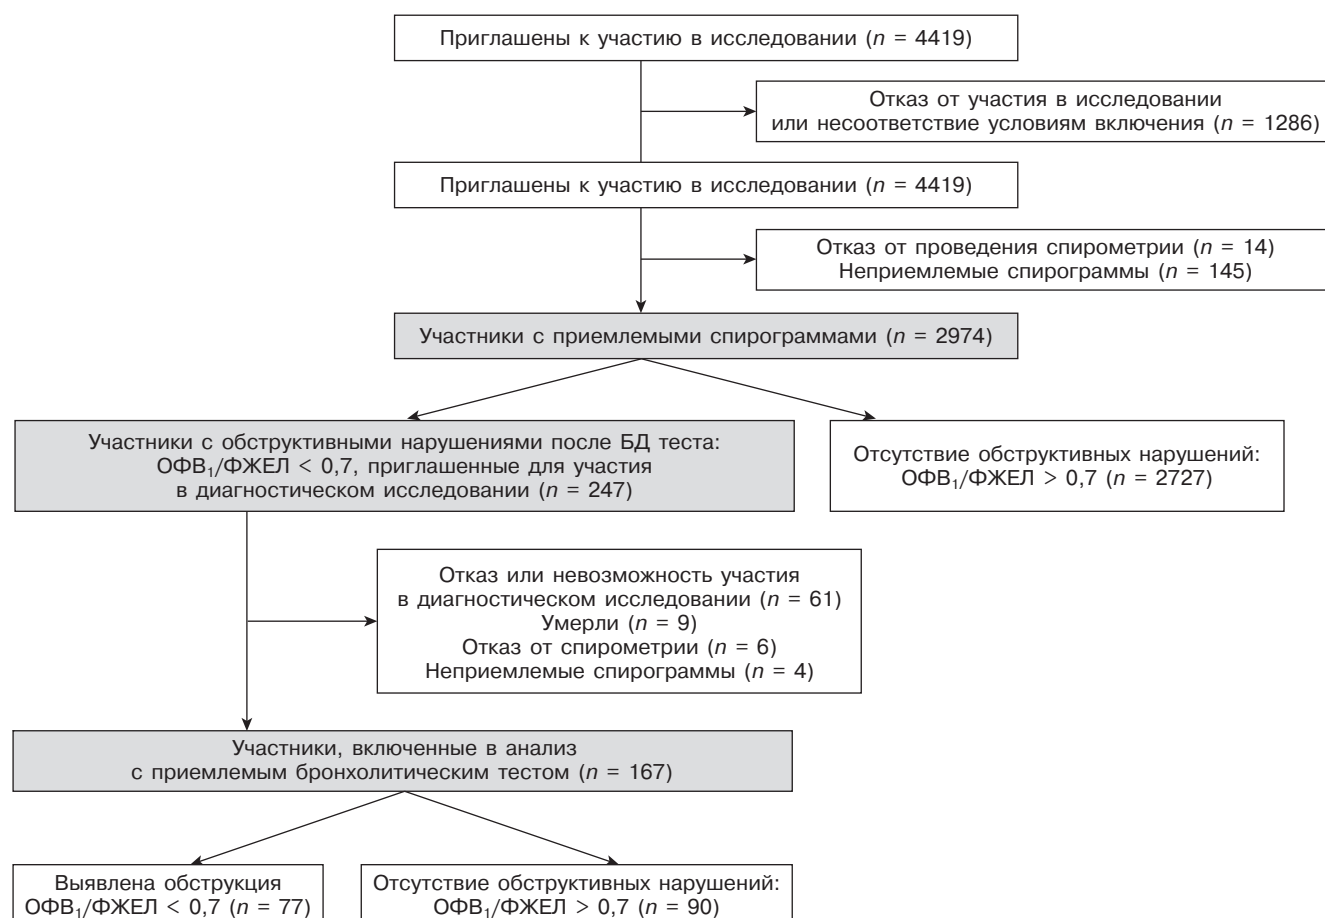 Приглашены к участию в исследовании (n = 4419)
Отказ от участия в исследовании
или несоответствие условиям включения (n = 1286)
Приглашены к участию в исследовании (n = 4419)
Отказ от проведения спирометрии (n = 14)
Неприемлемые спирограммы (n = 145)
Участники с приемлемыми спирограммами (n = 2974)
Участники с обструктивными нарушениями после БД теста:
ОФВ₁/ФЖЕЛ < 0,7, приглашенные для участия
в диагностическом исследовании (n = 247)
Отсутствие обструктивных нарушений:
ОФВ₁/ФЖЕЛ > 0,7 (n = 2727)
Отказ или невозможность участия
в диагностическом исследовании (n = 61)
Умерли (n = 9)
Отказ от спирометрии (n = 6)
Неприемлемые спирограммы (n = 4)
Участники, включенные в анализ
с приемлемым бронхолитическим тестом (n = 167)
Выявлена обструкция
ОФВ₁/ФЖЕЛ < 0,7 (n = 77)
Отсутствие обструктивных нарушений:
ОФВ₁/ФЖЕЛ > 0,7 (n = 90)